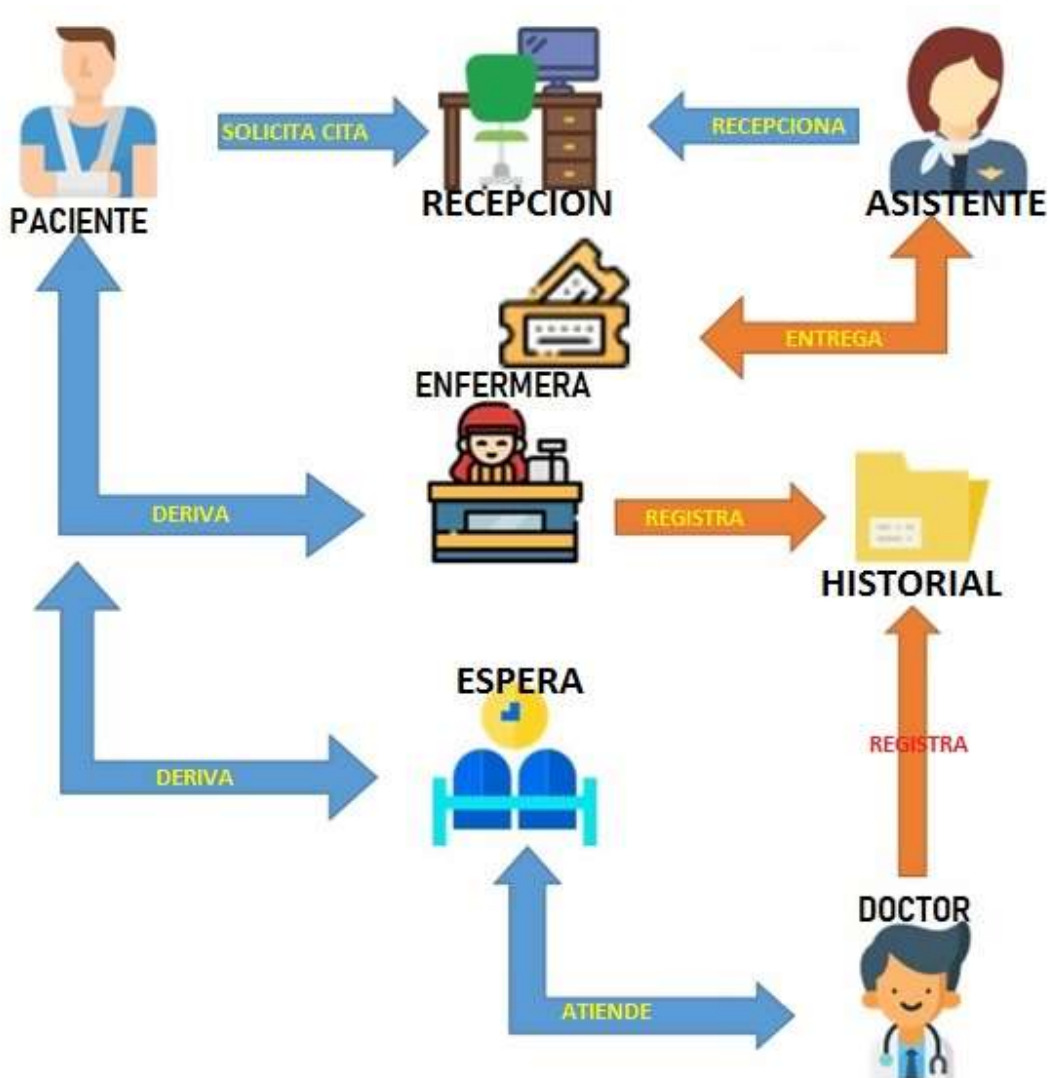 SOLICITA CITA
RECEPCIONA
PACIENTE
RECEPCION
ASISTENTE
ENTREGA
ENFERMERA
DERIVA
REGISTRA
HISTORIAL
ESPERA
REGISTRA
DERIVA
DOCTOR
ATIENDE